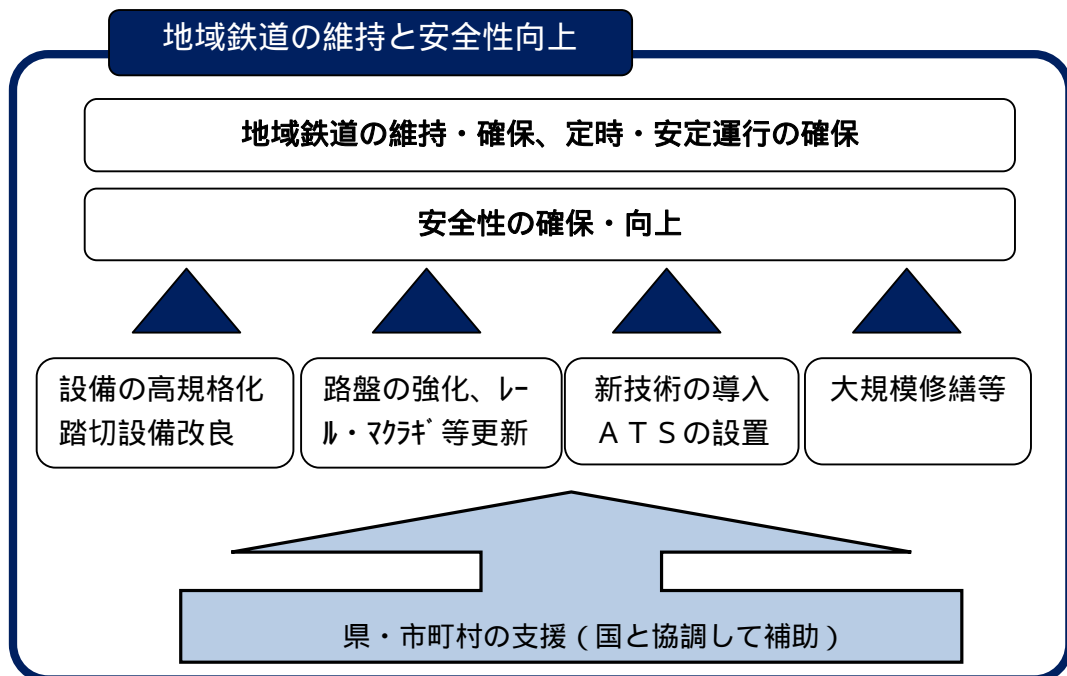 地域鉄道の維持と安全性向上
地域鉄道の維持・確保、定時・安定運行の確保
安全性の確保・向上
設備の高規格化
踏切設備改良
路盤の強化、ﾚｰ
ﾙ・ﾏｸﾗｷﾞ等更新
新技術の導入
ＡＴＳの設置
大規模修繕等
県・市町村の支援（国と協調して補助）